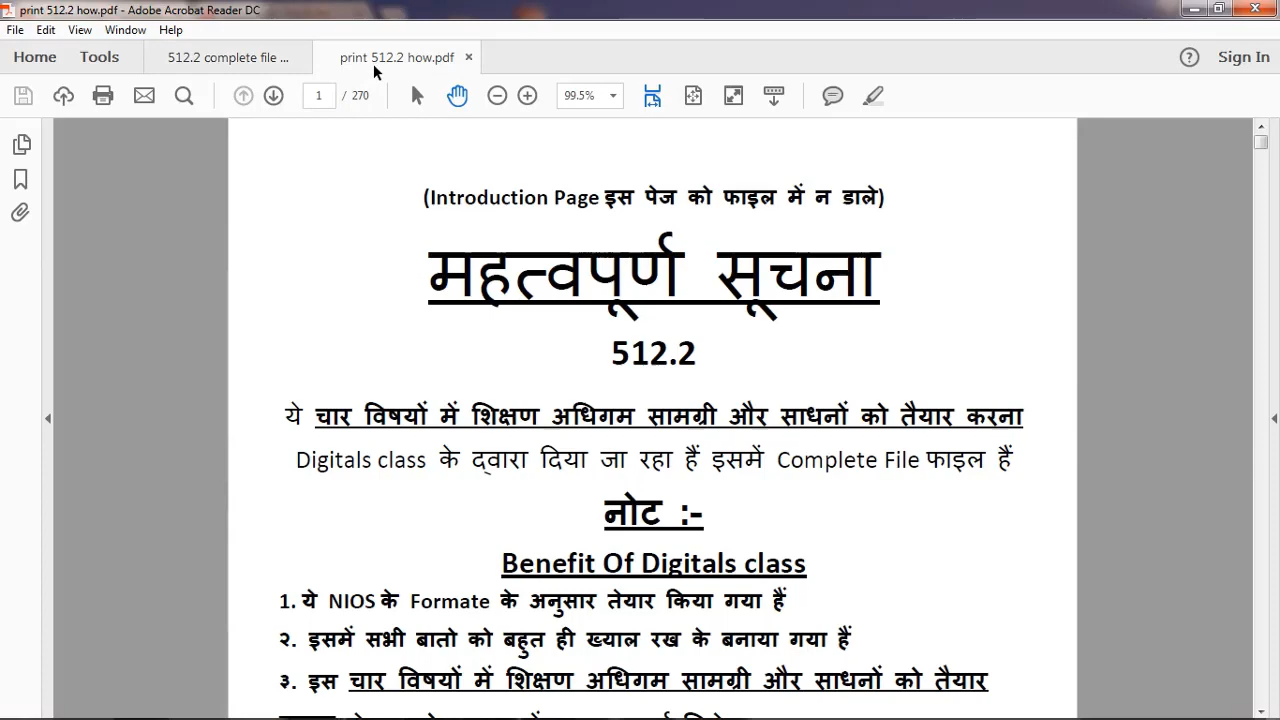 print 512.2 how.pdf - Adobe Acrobat Reader DC
File Edit View Window Help
Home Tools 512.2 complete file ... print 512.2 how.pdf × ? Sign In
1 / 270 99.5%
(Introduction Page इस पेज को फाइल में न डाले)
महत्वपूर्ण सूचना
512.2
ये चार विषयों में शिक्षण अधिगम सामग्री और साधनों को तैयार करना
Digitals class के द्वारा दिया जा रहा हैं इसमें Complete File फाइल हैं
नोट :-
Benefit Of Digitals class
1. ये NIOS के Formate के अनुसार तेयार किया गया हैं
२. इसमें सभी बातो को बहुत ही ख्याल रख के बनाया गया हैं
३. इस चार विषयों में शिक्षण अधिगम सामग्री और साधनों को तैयार